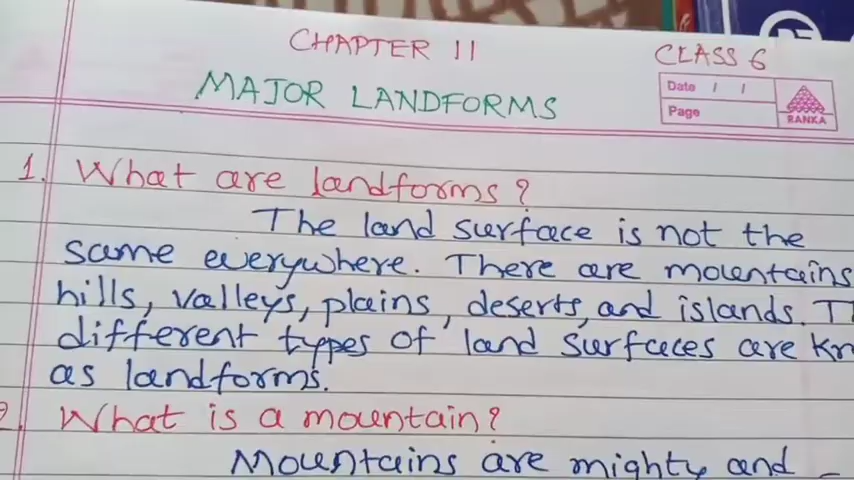 CHAPTER 11
CLASS 6
MAJOR LANDFORMS
Date / /
Page
RANKA
1. What are landforms?
The land surface is not the
same everywhere. There are mountains
hills, valleys, plains, deserts, and islands.
different types of land surfaces are
as landforms.
2. What is a mountain?
Mountains are mighty and